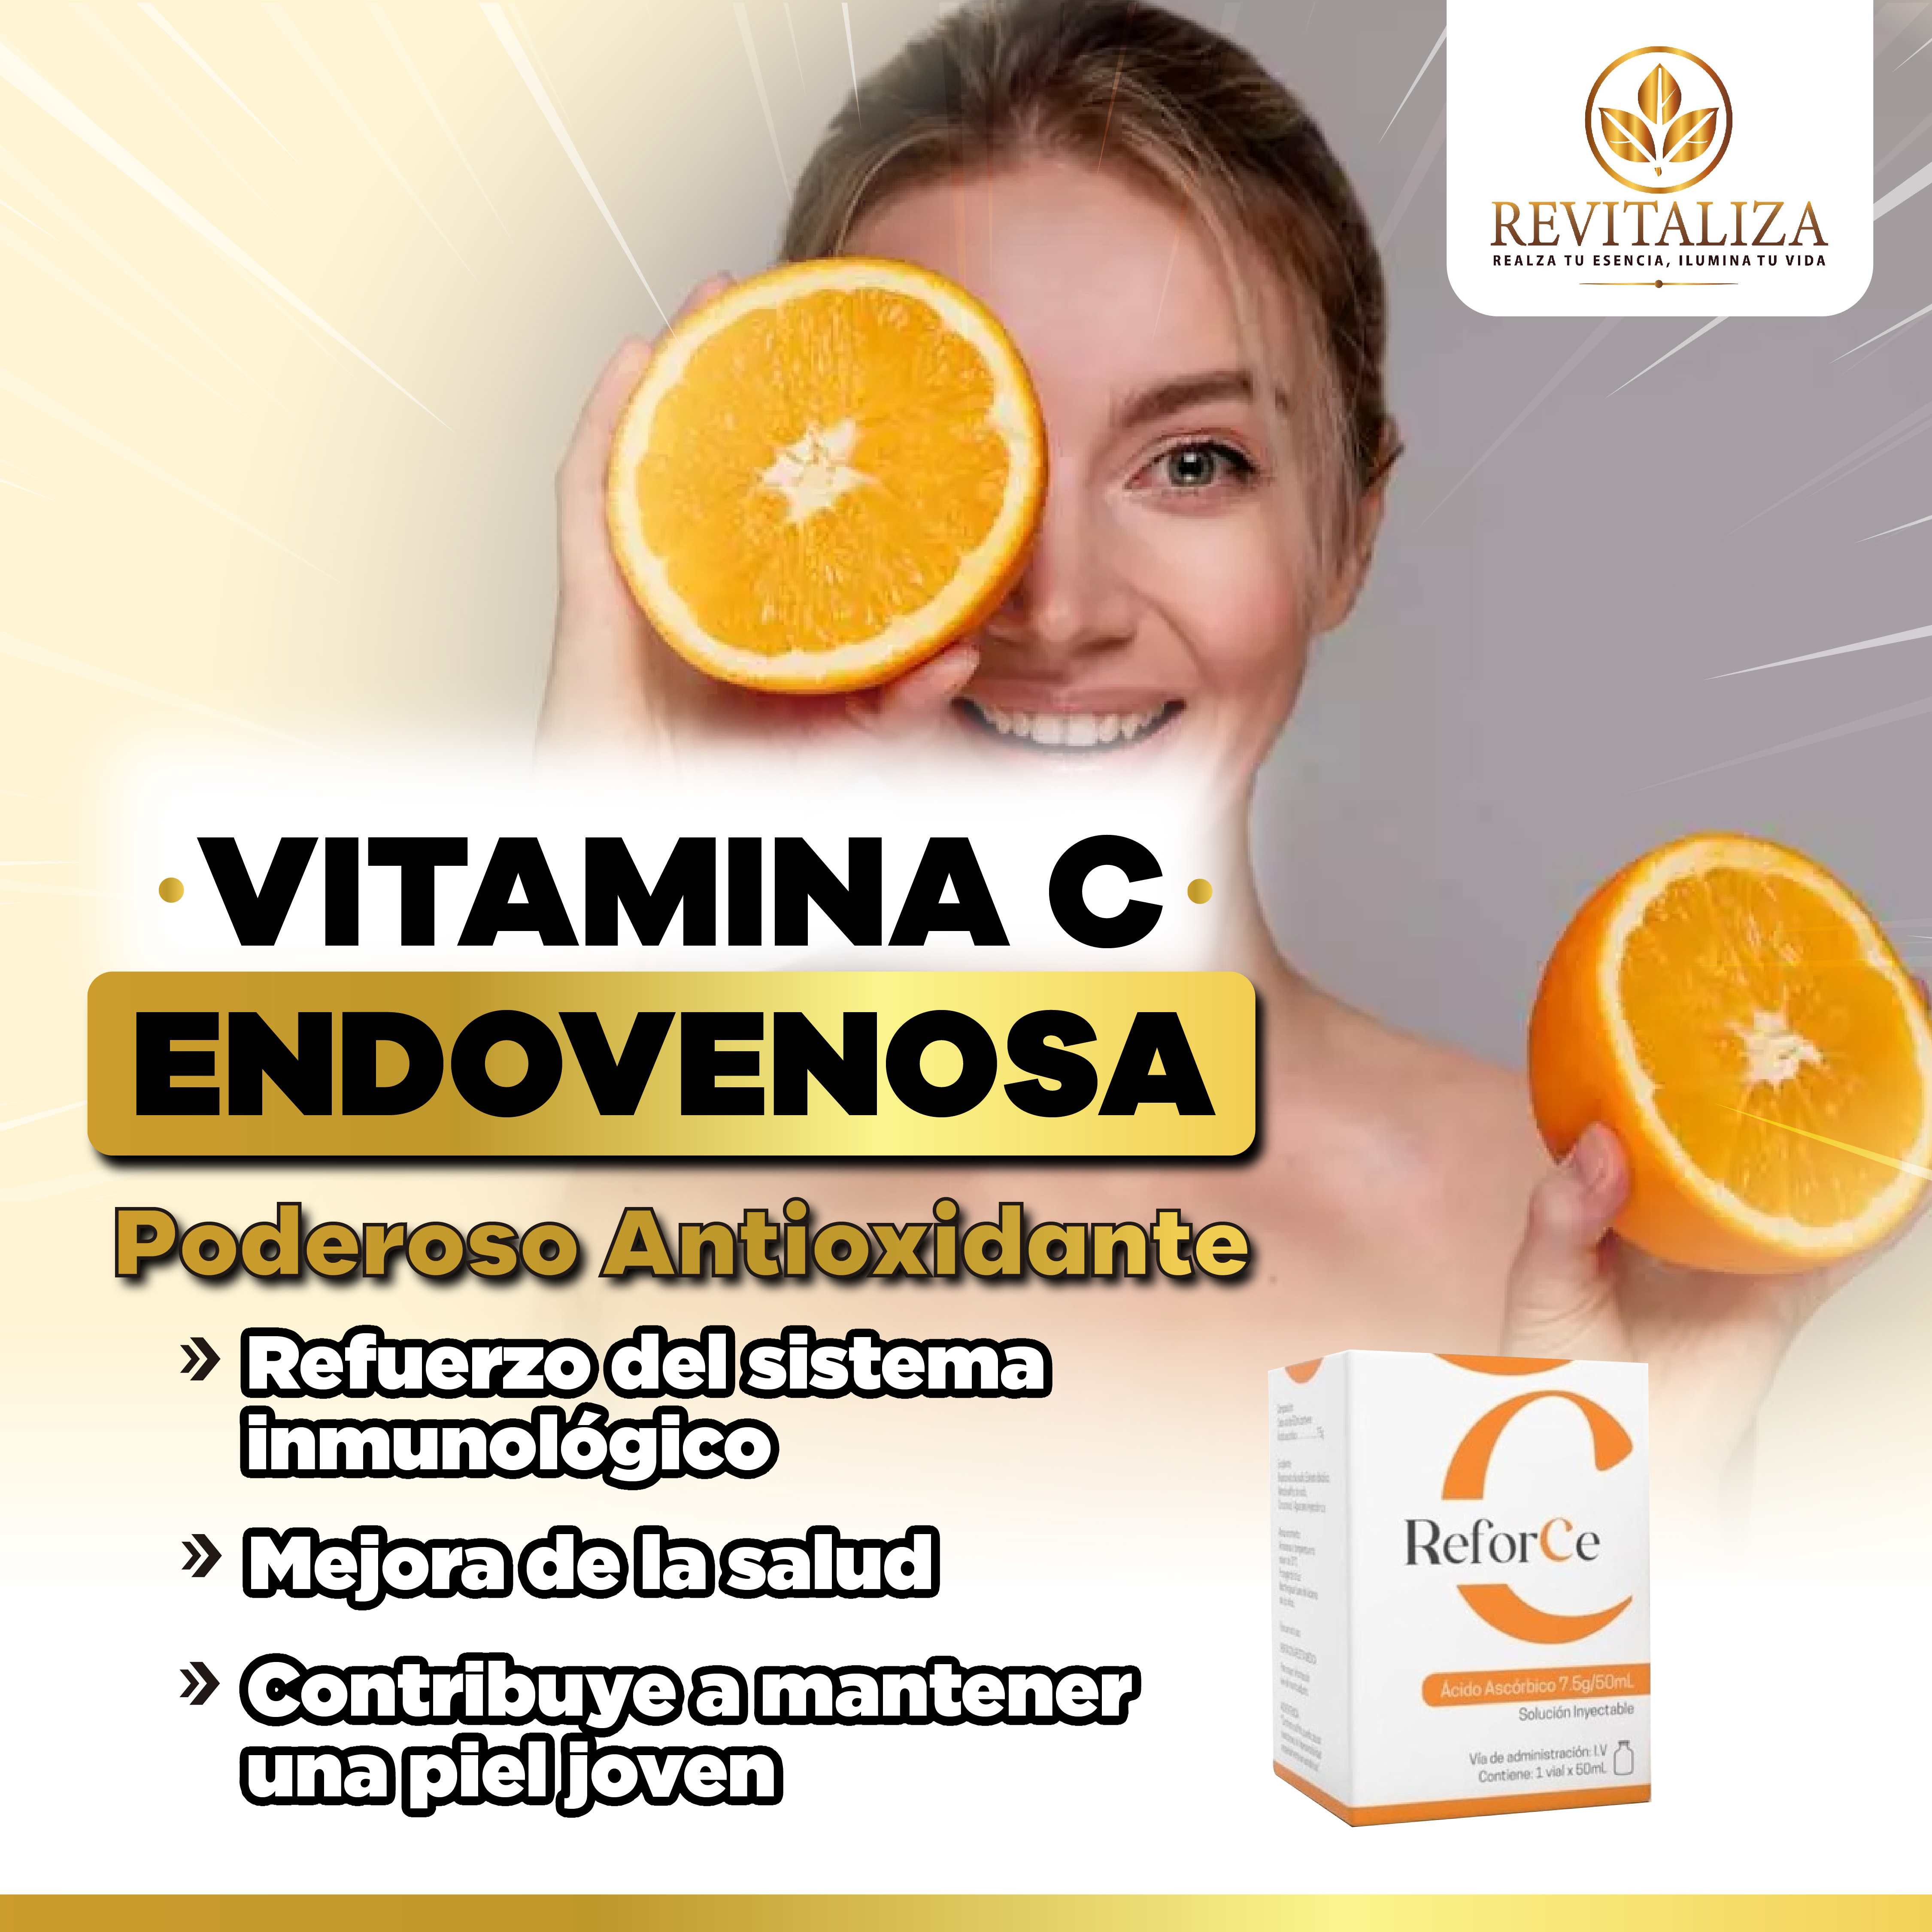 REVITALIZA
REALZA TU ESENCIA, ILUMINA TU VIDA
VITAMINA C
ENDOVENOSA
Poderoso Antioxidante
Refuerzo del sistema
inmunológico
Mejora de la salud
Contribuye a mantener
una piel joven
ReforCe
Ácido Ascórbico 7.5g/50mL
Solución Inyectable
Vía de administración: I.V
Contiene: 1 vial x 50mL